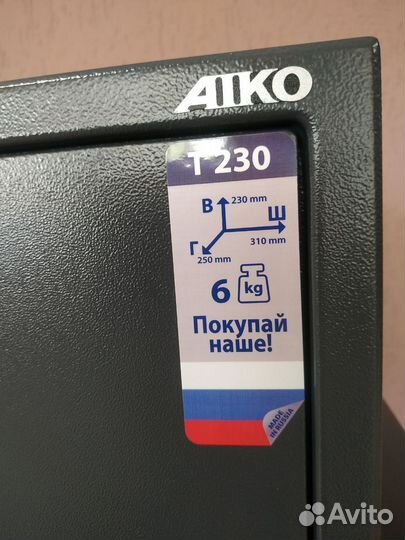 AIKO
T 230
В
230 mm
Ш
310 mm
Г
250 mm
6 kg
Покупай
наше!
MADE
IN RUSSIA
Avito